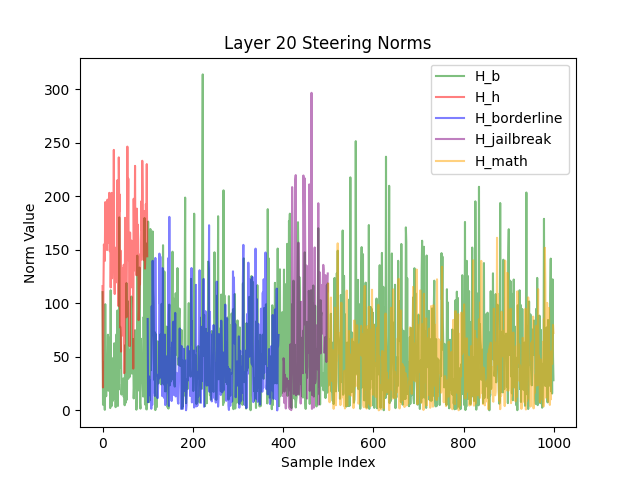 Layer 20 Steering Norms
H_b
H_h
H_borderline
H_jailbreak
H_math
Norm Value
300
250
200
150
100
50
0
0 200 400 600 800 1000
Sample Index